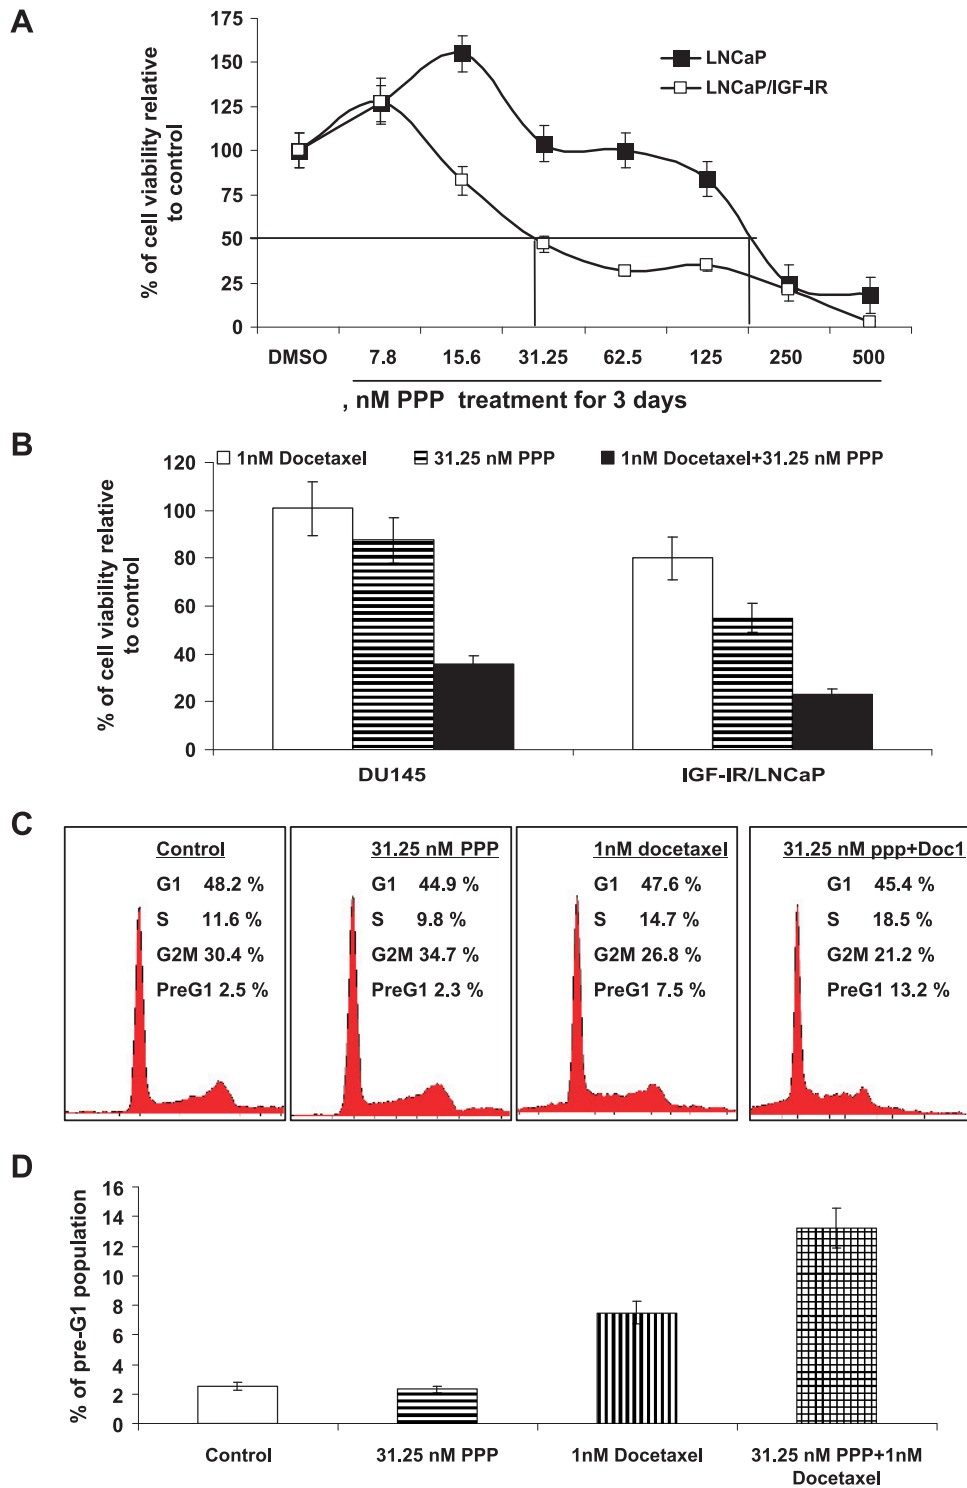 A
% of cell viability relative
to control
175
150
125
100
75
50
25
0
LNCaP
LNCaP/IGF-IR
DMSO 7.8 15.6 31.25 62.5 125 250 500
, nM PPP treatment for 3 days
B
% of cell viability relative
to control
120
100
80
60
40
20
0
1nM Docetaxel 31.25 nM PPP 1nM Docetaxel+31.25 nM PPP
DU145 IGF-IR/LNCaP
C
Control
G1 48.2 %
S 11.6 %
G2M 30.4 %
PreG1 2.5 %
31.25 nM PPP
G1 44.9 %
S 9.8 %
G2M 34.7 %
PreG1 2.3 %
1nM docetaxel
G1 47.6 %
S 14.7 %
G2M 26.8 %
PreG1 7.5 %
31.25 nM ppp+Doc1
G1 45.4 %
S 18.5 %
G2M 21.2 %
PreG1 13.2 %
D
% of pre-G1 population
16
14
12
10
8
6
4
2
0
Control 31.25 nM PPP 1nM Docetaxel 31.25 nM PPP+1nM
Docetaxel